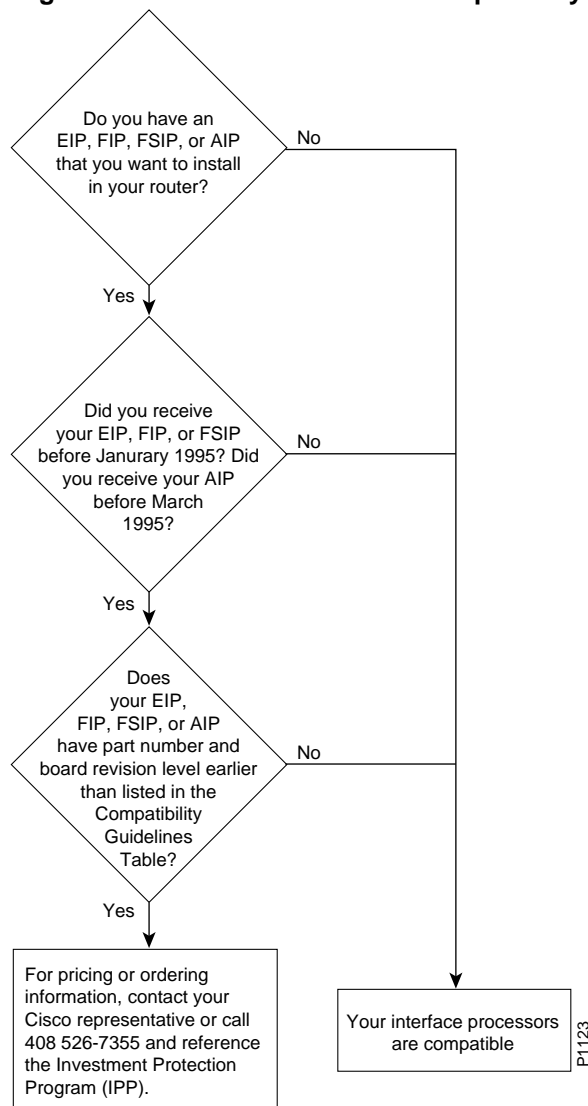 Do you have an
EIP, FIP, FSIP, or AIP
that you want to install
in your router?
No
Yes
Did you receive
your EIP, FIP, or FSIP
before Janurary 1995? Did
you receive your AIP
before March
1995?
No
Yes
Does
your EIP,
FIP, FSIP, or AIP
have part number and
board revision level earlier
than listed in the
Compatibility
Guidelines
Table?
No
Yes
For pricing or ordering
information, contact your
Cisco representative or call
408 526-7355 and reference
the Investment Protection
Program (IPP).
Your interface processors
are compatible
P1123